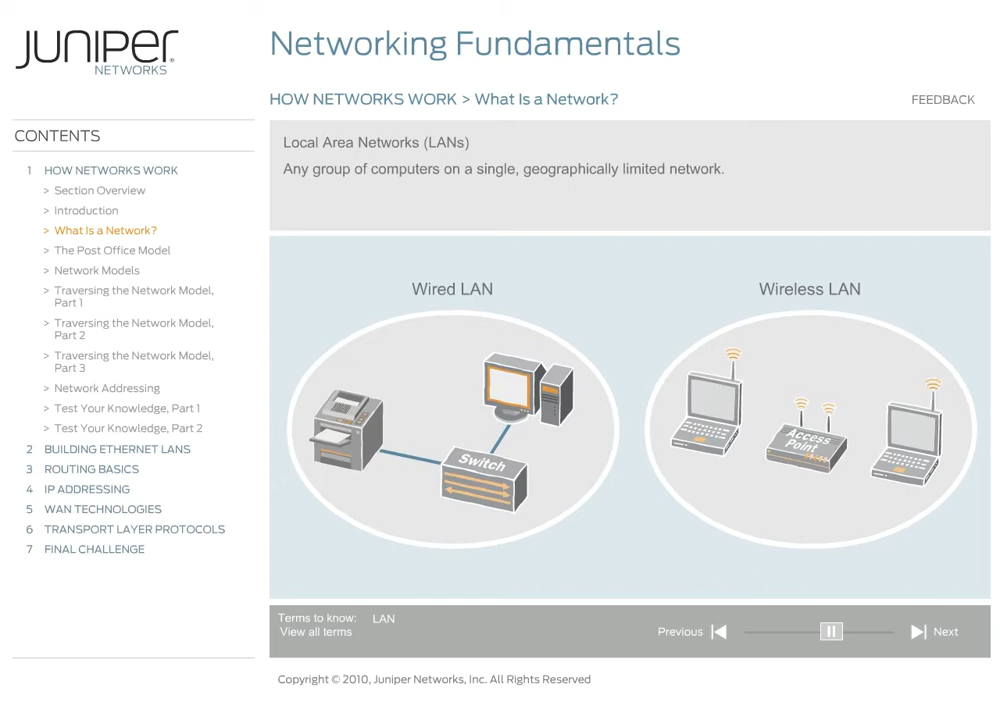 JUNIPEr
NETWORKS
Networking Fundamentals
HOW NETWORKS WORK > What Is a Network?
FEEDBACK
CONTENTS
1 HOW NETWORKS WORK
> Section Overview
> Introduction
> What Is a Network?
> The Post Office Model
> Network Models
> Traversing the Network Model,
Part 1
> Traversing the Network Model,
Part 2
> Traversing the Network Model,
Part 3
> Network Addressing
> Test Your Knowledge, Part 1
> Test Your Knowledge, Part 2
2 BUILDING ETHERNET LANS
3 ROUTING BASICS
4 IP ADDRESSING
5 WAN TECHNOLOGIES
6 TRANSPORT LAYER PROTOCOLS
7 FINAL CHALLENGE
Local Area Networks (LANs)
Any group of computers on a single, geographically limited network.
Wired LAN
Switch
Wireless LAN
Access
Point
Terms to know: LAN
View all terms
Previous
Next
Copyright © 2010, Juniper Networks, Inc. All Rights Reserved